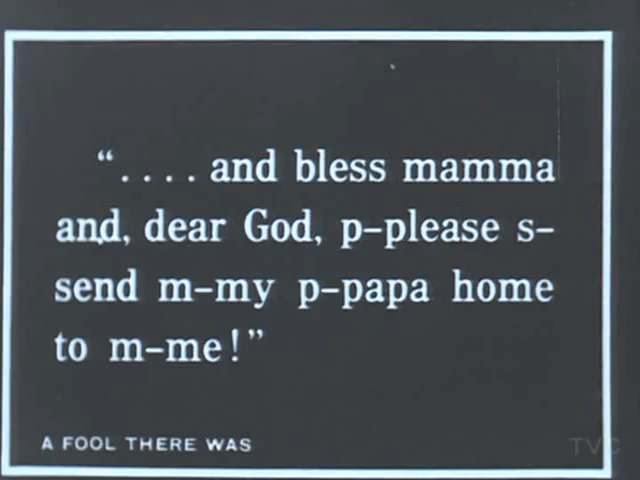 “.... and bless mamma
and, dear God, p-please s-
send m-my p-papa home
to m-me!”
A FOOL THERE WAS
TVC